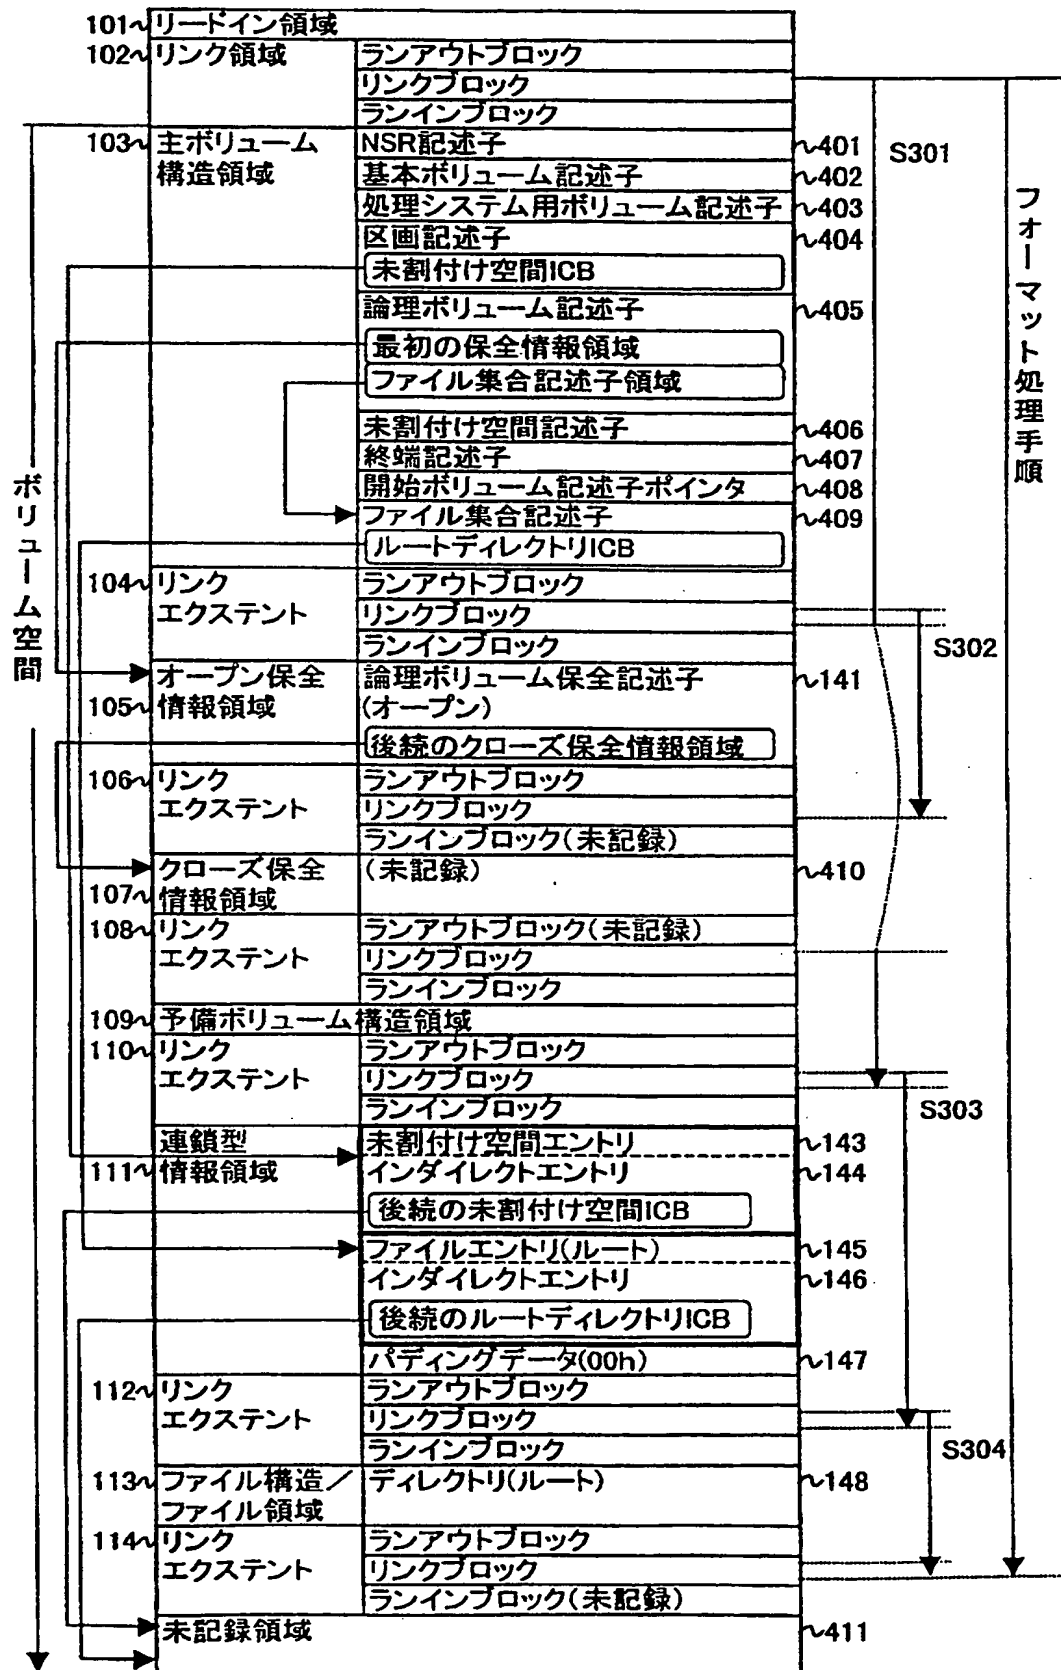 101 リードイン領域
102 リンク領域 ランアウトブロック
リンクブロック
ランインブロック
103 主ボリューム NSR記述子 401 S301
構造領域 基本ボリューム記述子 402
処理システム用ボリューム記述子 403
区画記述子 404
未割付け空間ICB
論理ボリューム記述子 405
最初の保全情報領域
ファイル集合記述子領域
未割付け空間記述子 406
終端記述子 407
開始ボリューム記述子ポインタ 408
ファイル集合記述子 409
ルートディレクトリICB
104 リンク ランアウトブロック
エクステント リンクブロック
ランインブロック S302
オープン保全 論理ボリューム保全記述子 141
105 情報領域 (オープン)
後続のクローズ保全情報領域
106 リンク ランアウトブロック
エクステント リンクブロック
ランインブロック(未記録)
クローズ保全 (未記録) 410
107 情報領域
108 リンク ランアウトブロック(未記録)
エクステント リンクブロック
ランインブロック
109 予備ボリューム構造領域
110 リンク ランアウトブロック
エクステント リンクブロック
ランインブロック S303
連鎖型 未割付け空間エントリ 143
111 情報領域 インダイレクトエントリ 144
後続の未割付け空間ICB
ファイルエントリ(ルート) 145
インダイレクトエントリ 146
後続のルートディレクトリICB
パディングデータ(00h) 147
112 リンク ランアウトブロック
エクステント リンクブロック
ランインブロック S304
113 ファイル構造/ ディレクトリ(ルート) 148
ファイル領域
114 リンク ランアウトブロック
エクステント リンクブロック
ランインブロック(未記録)
未記録領域 411
ボリューム空間
フォーマット処理手順